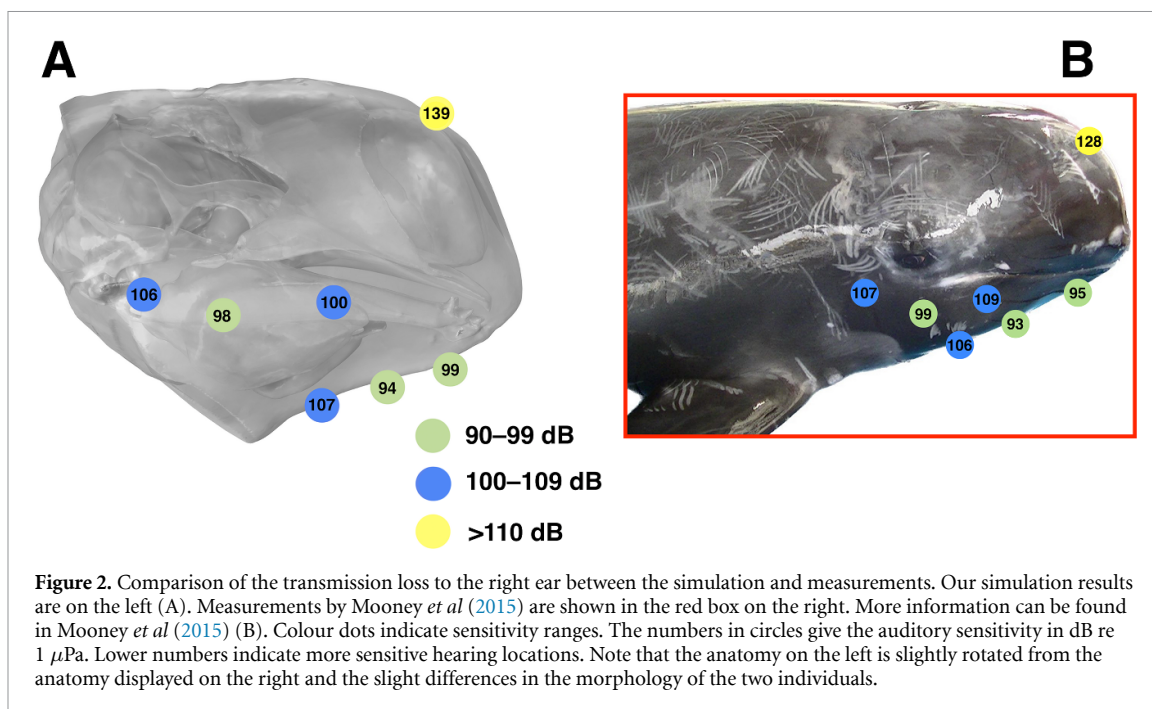 A
B
139
128
106
98
100
107
99
109
95
93
106
99
94
107
90–99 dB
100–109 dB
>110 dB
Figure 2. Comparison of the transmission loss to the right ear between the simulation and measurements. Our simulation results
are on the left (A). Measurements by Mooney et al (2015) are shown in the red box on the right. More information can be found
in Mooney et al (2015) (B). Colour dots indicate sensitivity ranges. The numbers in circles give the auditory sensitivity in dB re
1 μPa. Lower numbers indicate more sensitive hearing locations. Note that the anatomy on the left is slightly rotated from the
anatomy displayed on the right and the slight differences in the morphology of the two individuals.